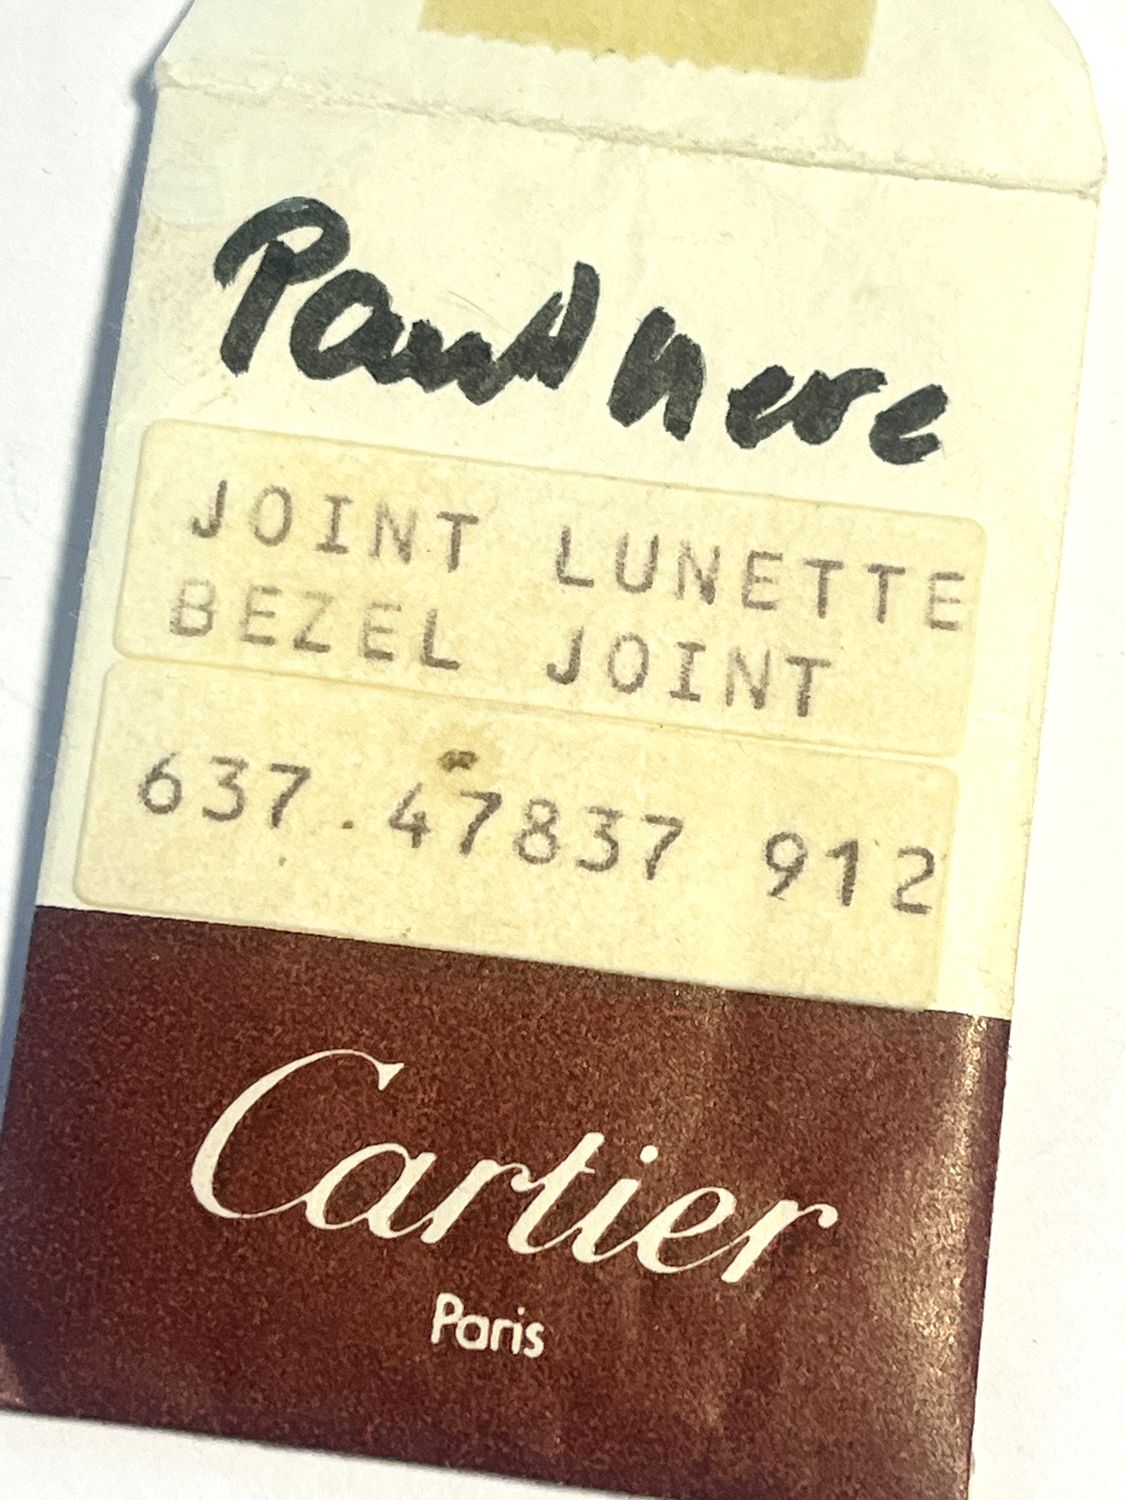 Panthere
JOINT LUNETTE
BEZEL JOINT
637.47837 912
Cartier
Paris